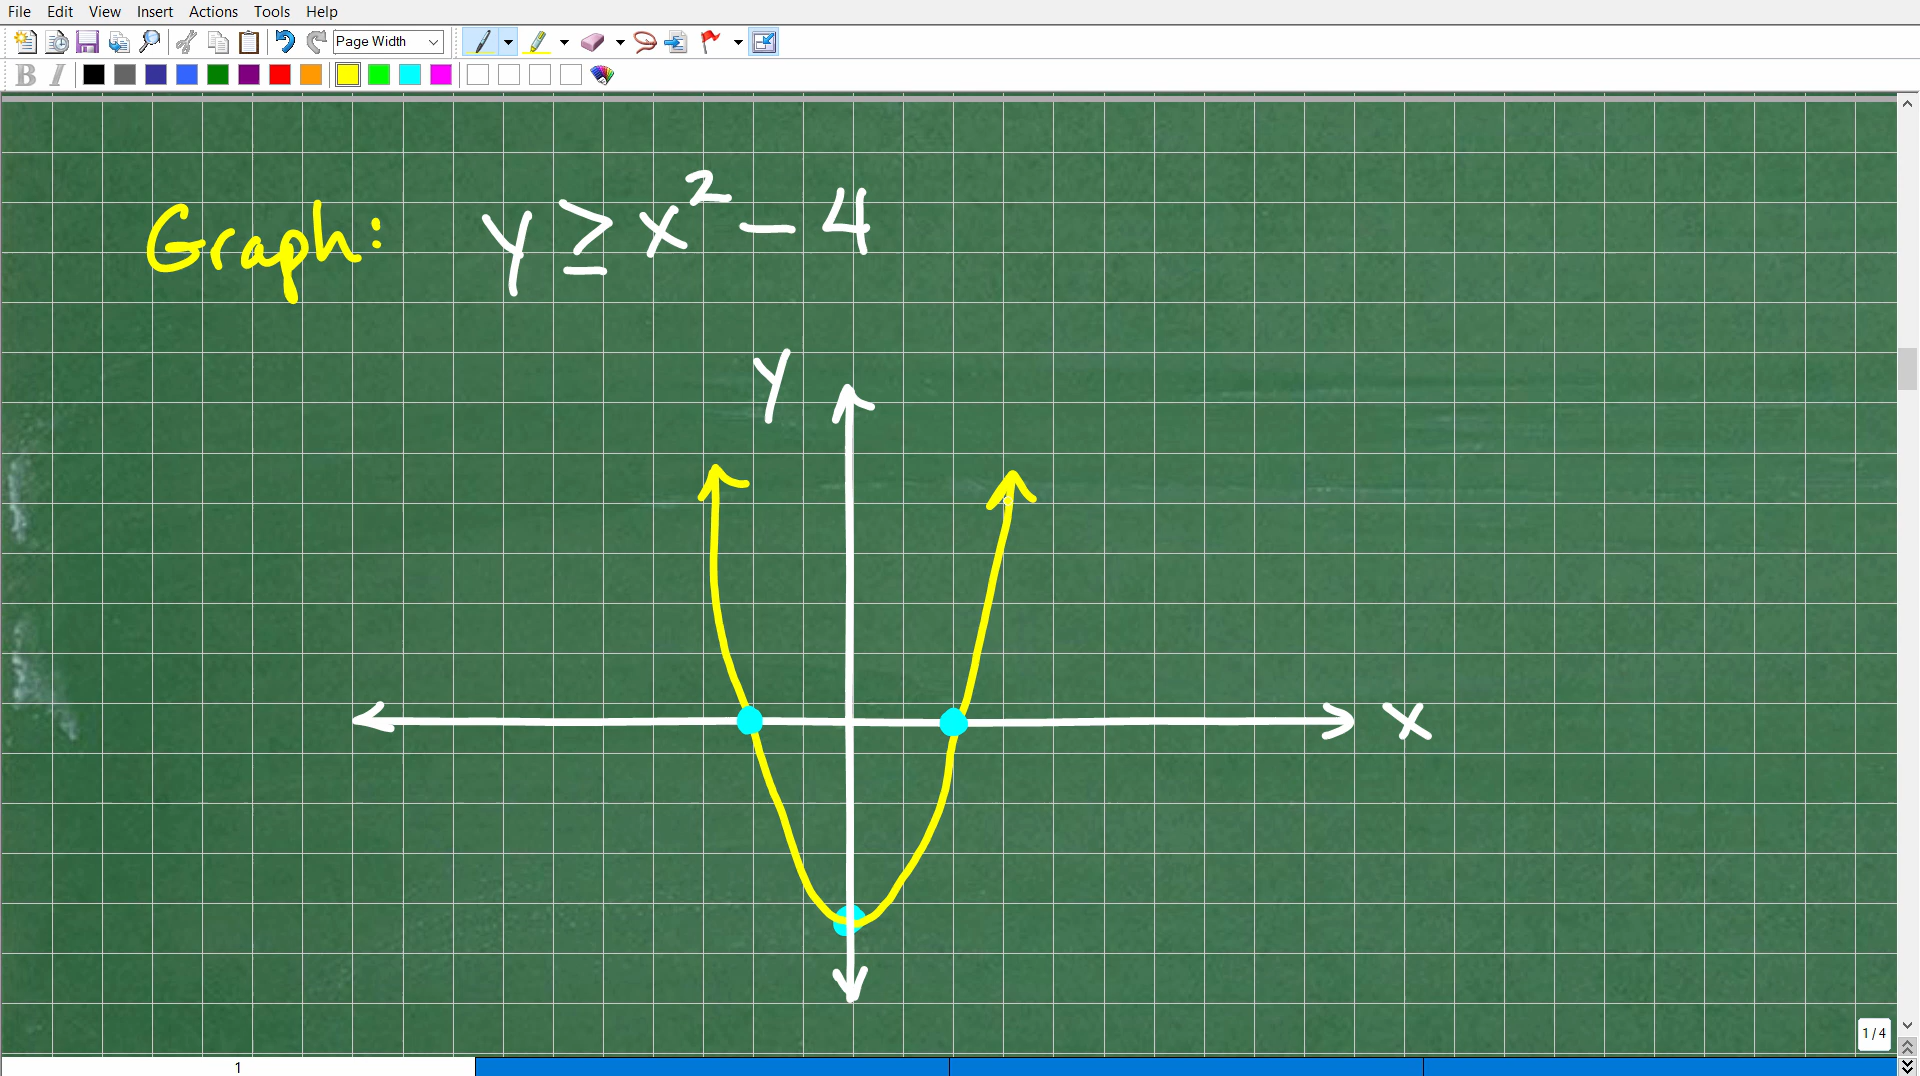 File Edit View Insert Actions Tools Help
Page Width
B I
Graph: y ≥ x² - 4
y
x
1 / 4
1